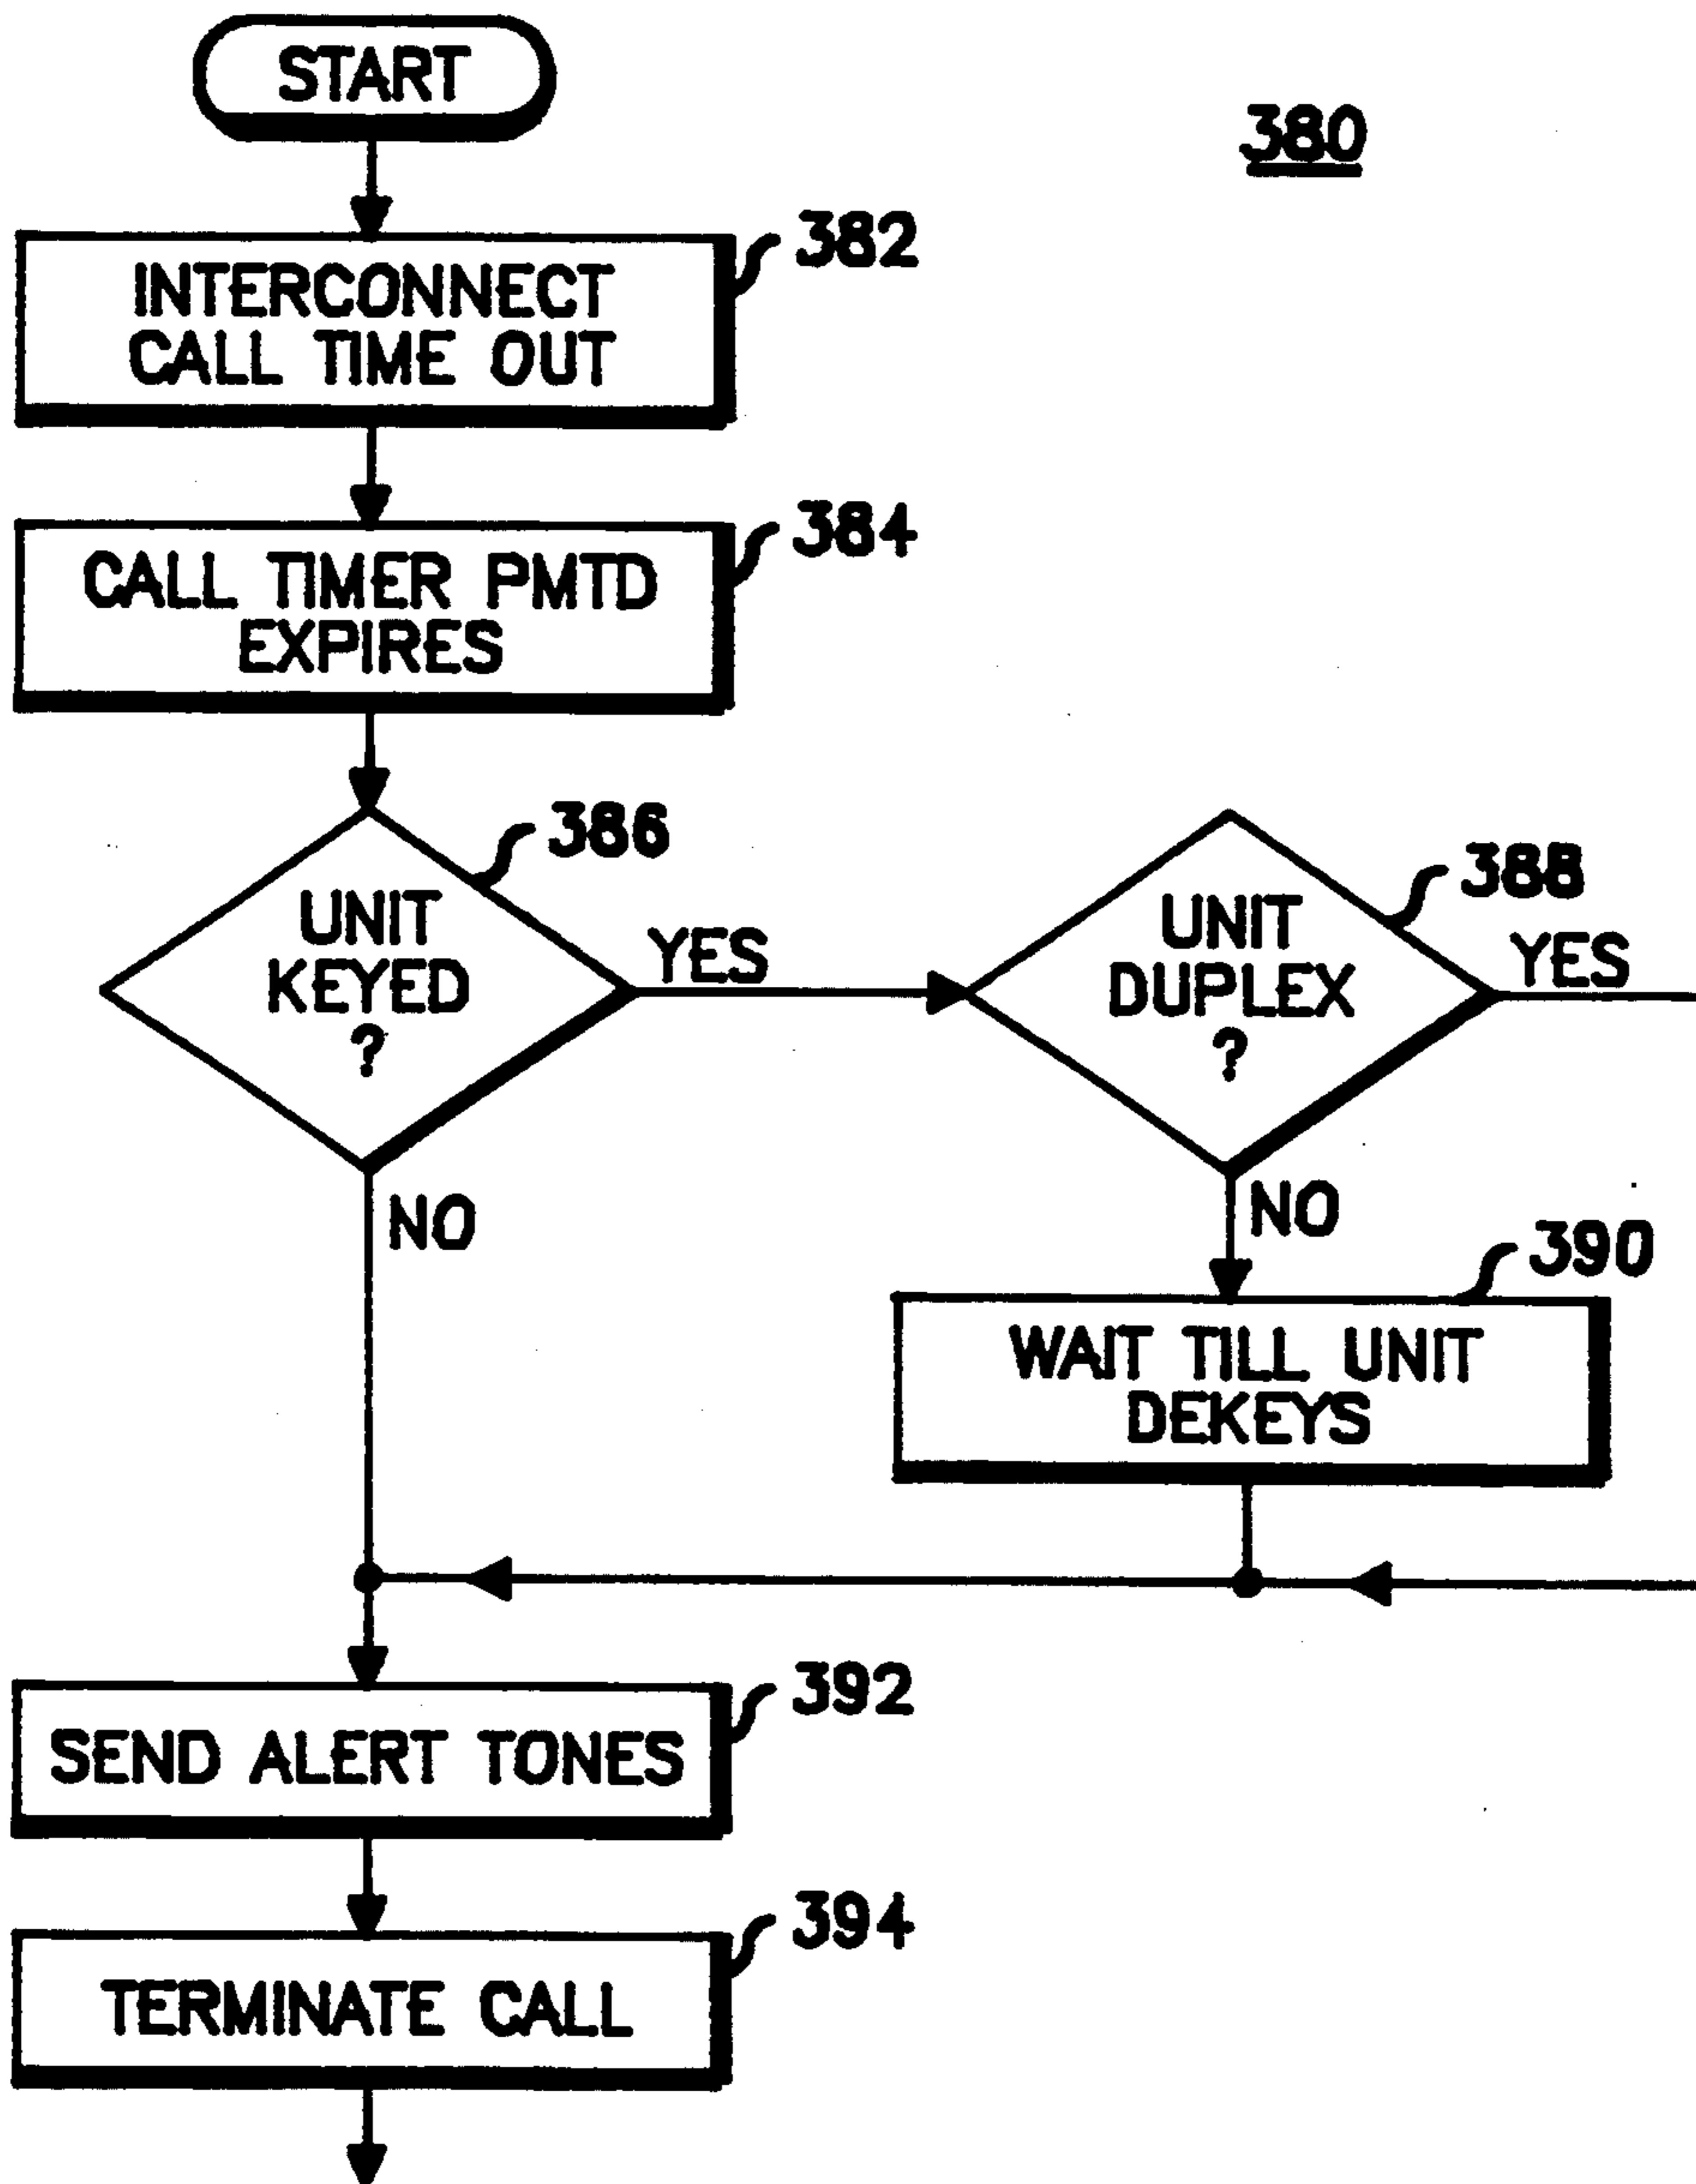 START
380
382
INTERCONNECT
CALL TIME OUT
384
CALL TIMER PMTD
EXPIRES
386
UNIT
KEYED
?
YES
NO
388
UNIT
DUPLEX
?
YES
NO
390
WAIT TILL UNIT
DEKEYS
392
SEND ALERT TONES
394
TERMINATE CALL